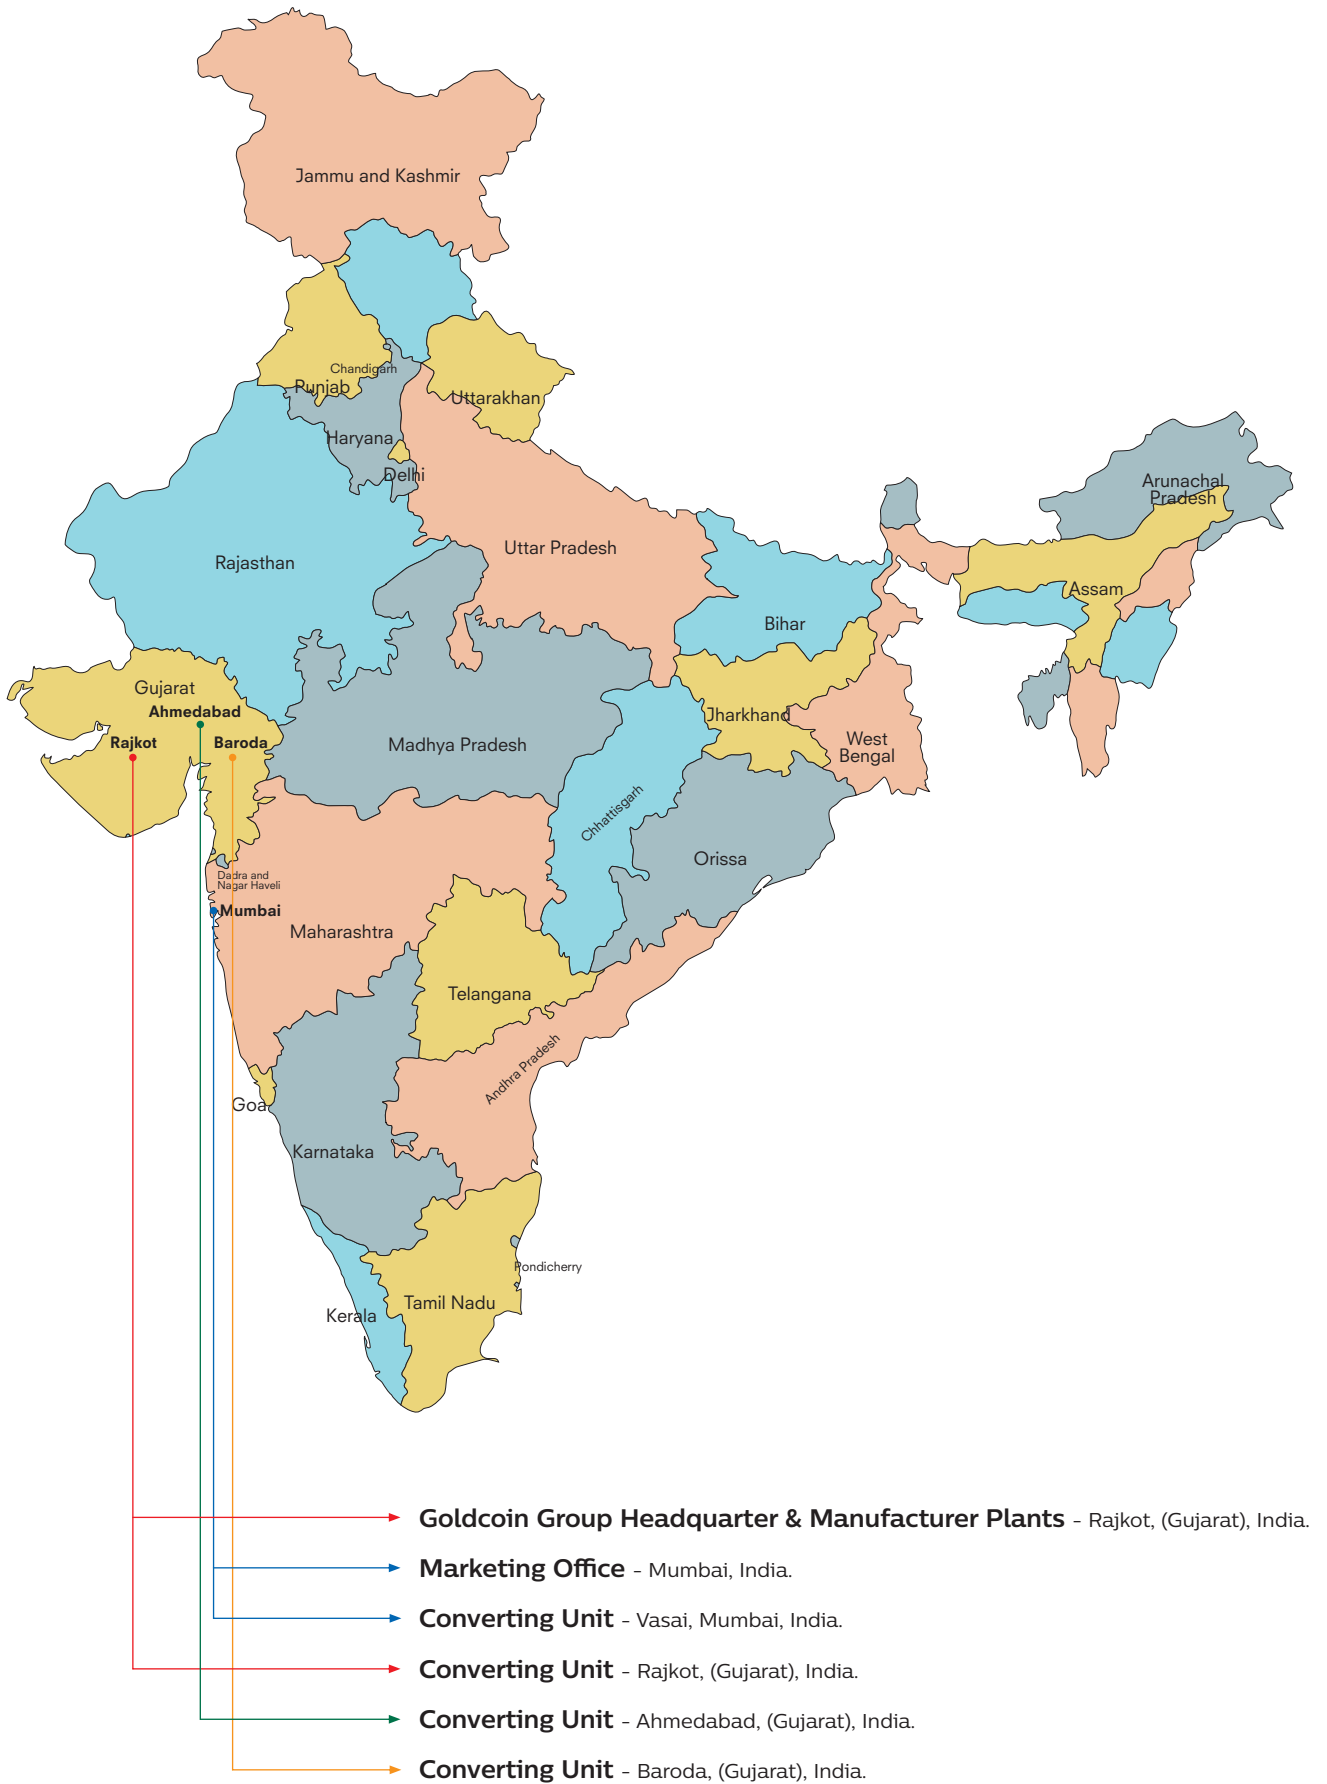 Jammu and Kashmir
Chandigarh
Punjab
Uttarakhan
Haryana
Delhi
Arunachal
Pradesh
Rajasthan
Uttar Pradesh
Assam
Bihar
Gujarat
Ahmedabad
Rajkot
Baroda
Madhya Pradesh
Jharkhand
West
Bengal
Chhattisgarh
Orissa
Dadra and
Nagar Haveli
Mumbai
Maharashtra
Telangana
Andhra Pradesh
Goa
Karnataka
Pondicherry
Tamil Nadu
Kerala
Goldcoin Group Headquarter & Manufacturer Plants - Rajkot, (Gujarat), India.
Marketing Office - Mumbai, India.
Converting Unit - Vasai, Mumbai, India.
Converting Unit - Rajkot, (Gujarat), India.
Converting Unit - Ahmedabad, (Gujarat), India.
Converting Unit - Baroda, (Gujarat), India.